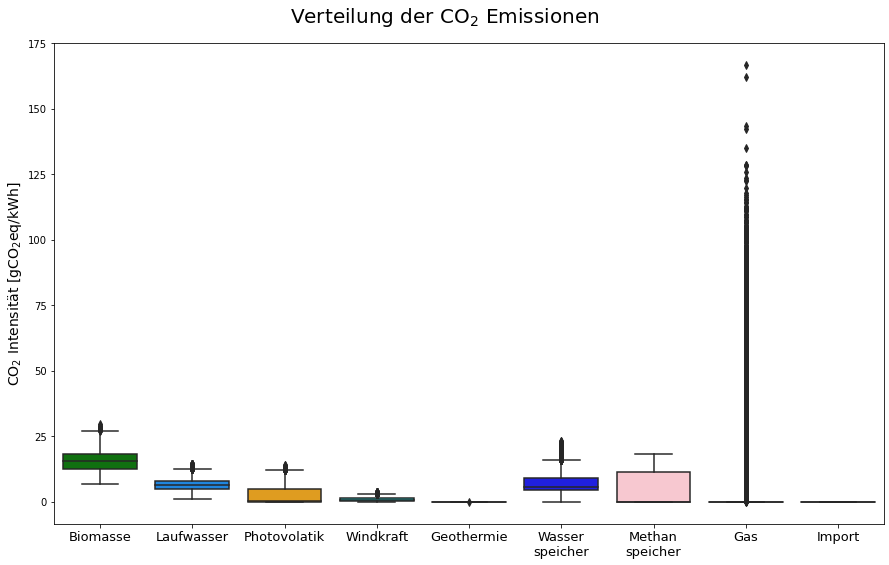 Verteilung der CO₂ Emissionen
CO₂ Intensität [gCO₂eq/kWh]
175
150
125
100
75
50
25
0
Biomasse
Laufwasser
Photovolatik
Windkraft
Geothermie
Wasser
speicher
Methan
speicher
Gas
Import